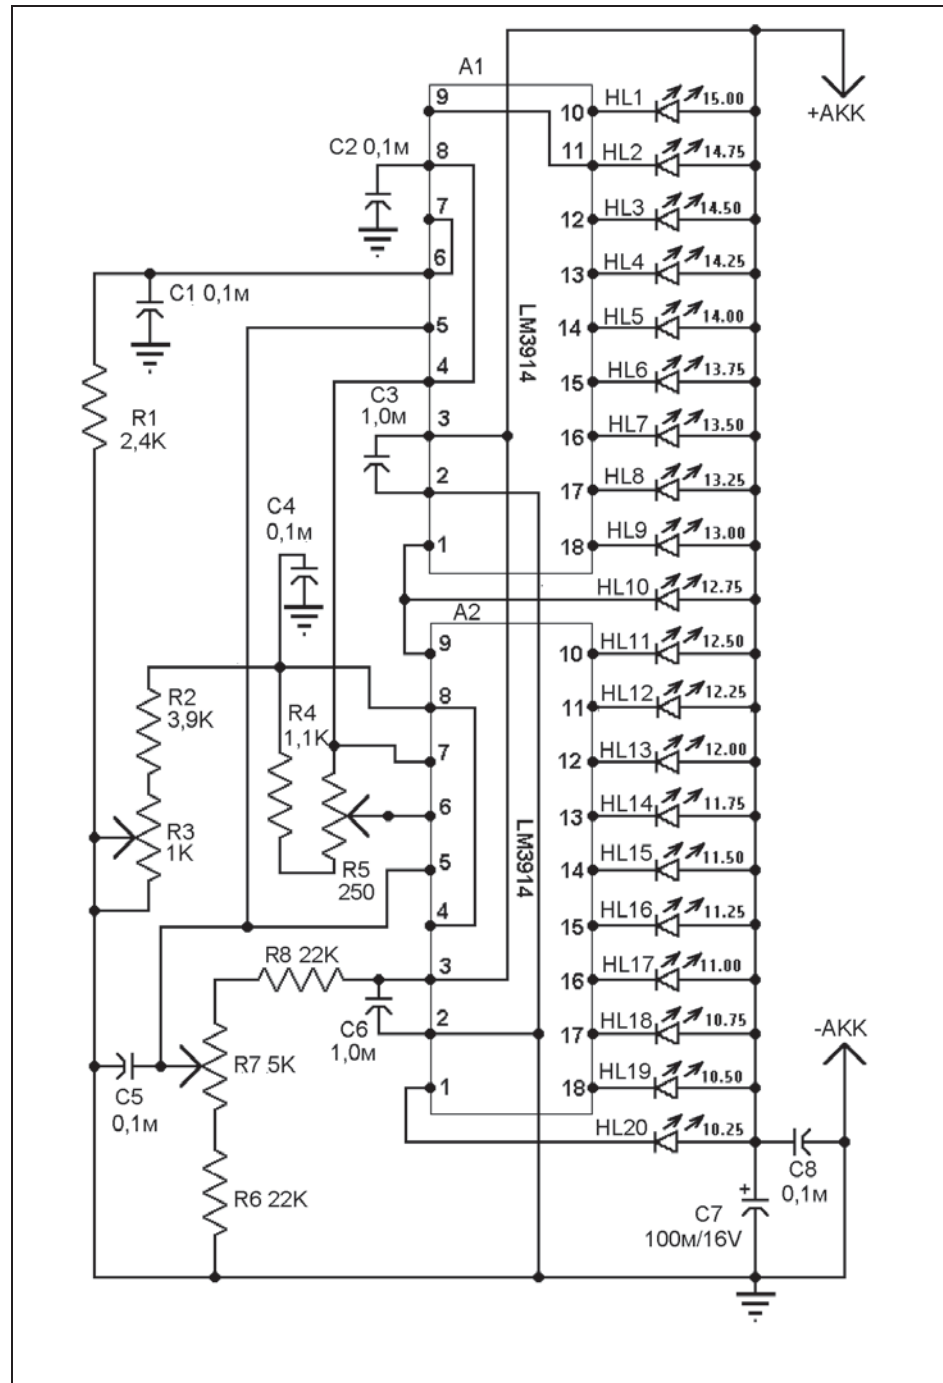 A1
+AKK
9
10
HL1
15.00
C2 0,1м
8
11
HL2
14.75
7
12
HL3
14.50
6
13
HL4
14.25
C1 0,1м
5
14
HL5
14.00
LM3914
4
15
HL6
13.75
C3
1,0м
3
16
HL7
13.50
R1
2,4K
2
17
HL8
13.25
C4
0,1м
1
18
HL9
13.00
HL10
12.75
A2
9
10
HL11
12.50
R2
3,9K
8
11
HL12
12.25
R4
1,1K
7
12
HL13
12.00
6
13
HL14
11.75
R3
1K
LM3914
5
14
HL15
11.50
R5
250
4
15
HL16
11.25
R8 22K
3
16
HL17
11.00
C6
1,0м
2
17
HL18
10.75
-AKK
R7 5K
C5
0,1м
1
18
HL19
10.50
HL20
10.25
C8
0,1м
R6 22K
+
C7
100м/16V